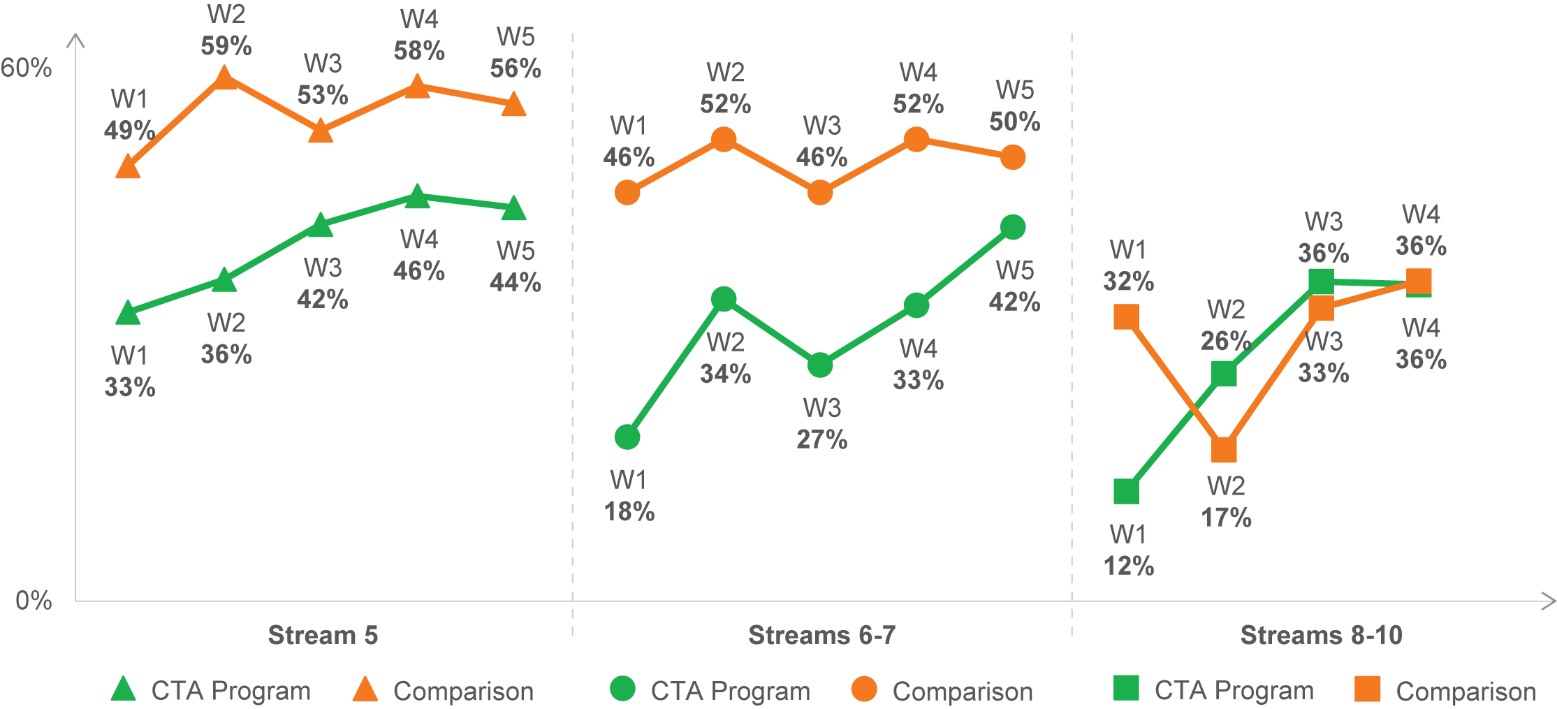 60%
0%
W1
49%
W2
59%
W3
53%
W4
58%
W5
56%
W1
33%
W2
36%
W3
42%
W4
46%
W5
44%
W1
46%
W2
52%
W3
46%
W4
52%
W5
50%
W1
18%
W2
34%
W3
27%
W4
33%
W5
42%
W1
32%
W2
26%
W3
36%
W4
36%
W1
12%
W2
17%
W3
33%
W4
36%
Stream 5
Streams 6-7
Streams 8-10
CTA Program
Comparison
CTA Program
Comparison
CTA Program
Comparison